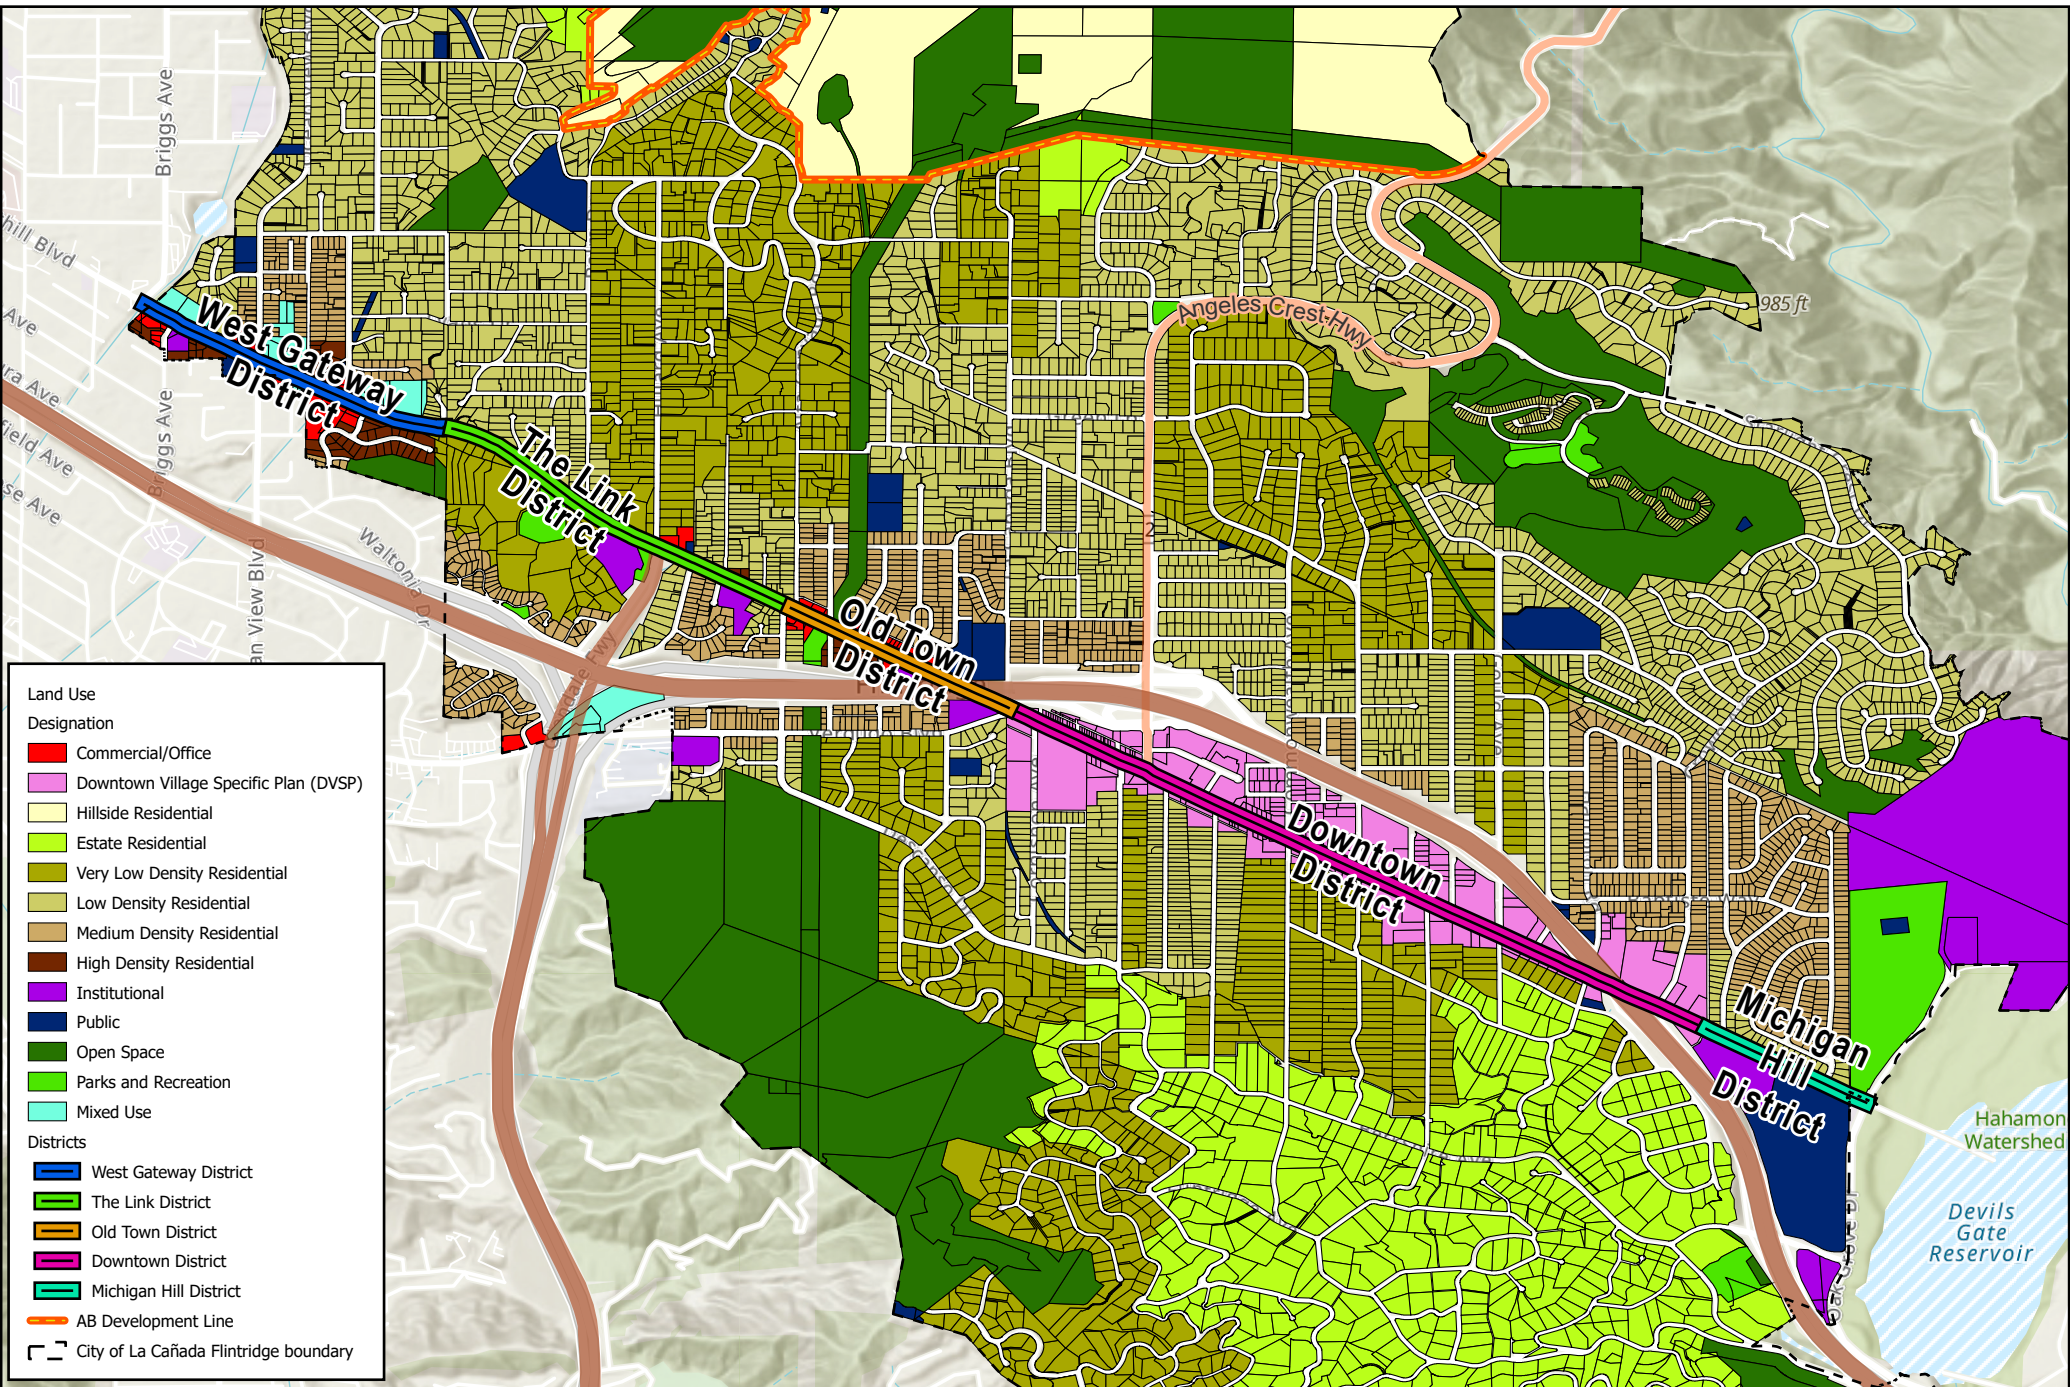 Briggs Ave
hill Blvd
Ave
ura Ave
field Ave
se Ave
Briggs Ave
an View Blvd
Waltonia Dr
West Gateway
District
The Link
District
Old Town
District
Downtown
District
Michigan
Hill
District
Angeles Crest Hwy
985 ft
2
Verdugo Blvd
Hahamon
Watershed
Devils
Gate
Reservoir
Land Use
Designation
Commercial/Office
Downtown Village Specific Plan (DVSP)
Hillside Residential
Estate Residential
Very Low Density Residential
Low Density Residential
Medium Density Residential
High Density Residential
Institutional
Public
Open Space
Parks and Recreation
Mixed Use
Districts
West Gateway District
The Link District
Old Town District
Downtown District
Michigan Hill District
AB Development Line
City of La Cañada Flintridge boundary